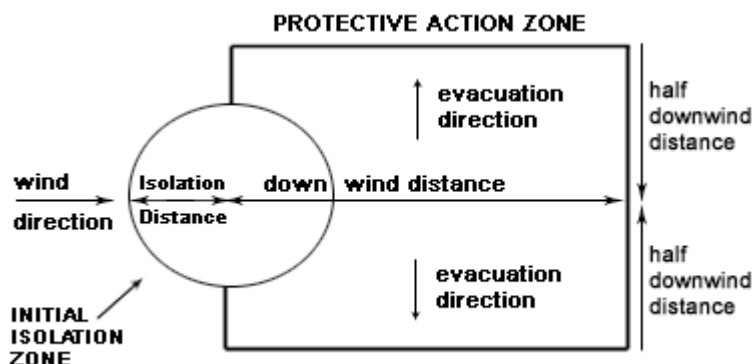 PROTECTIVE ACTION ZONE
evacuation
direction
half
downwind
distance
wind
direction
Isolation
Distance
down wind distance
evacuation
direction
half
downwind
distance
INITIAL
ISOLATION
ZONE